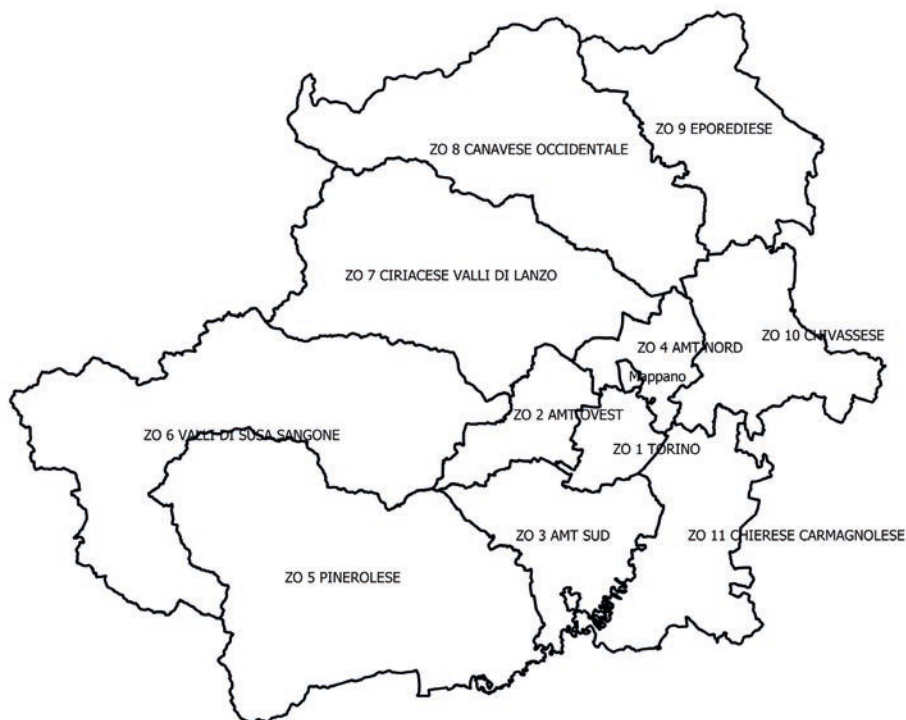 ZO 9 EPOREDIESE
ZO 8 CANAVESE OCCIDENTALE
ZO 7 CIRIACESE VALLI DI LANZO
ZO 10 CHIVASSESE
ZO 4 AMT NORD
Mappano
ZO 2 AMT OVEST
ZO 6 VALLI DI SUSA SANGONE
ZO 1 TORINO
ZO 3 AMT SUD
ZO 11 CHIERESE CARMAGNOLESE
ZO 5 PINEROLESE